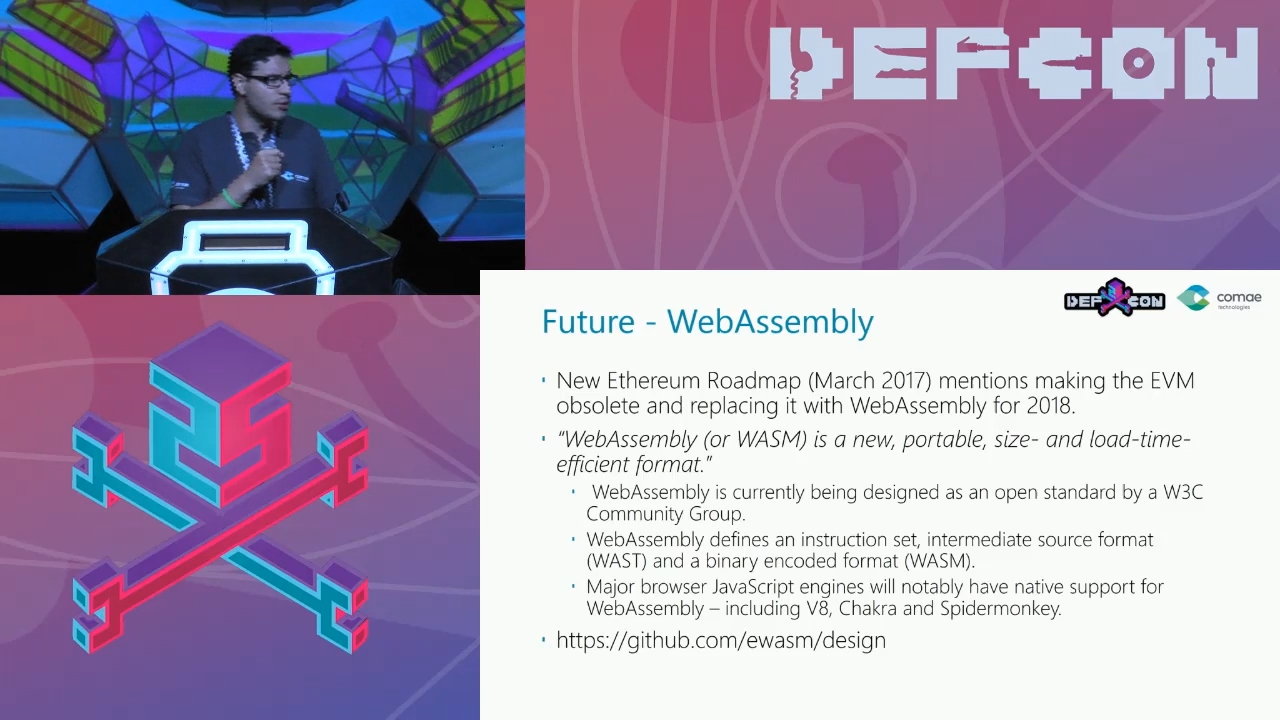 DEFCON
DEF CON
comae
technologies
Future - WebAssembly
· New Ethereum Roadmap (March 2017) mentions making the EVM
obsolete and replacing it with WebAssembly for 2018.
· “WebAssembly (or WASM) is a new, portable, size- and load-time-
efficient format.”
· WebAssembly is currently being designed as an open standard by a W3C
Community Group.
· WebAssembly defines an instruction set, intermediate source format
(WAST) and a binary encoded format (WASM).
· Major browser JavaScript engines will notably have native support for
WebAssembly – including V8, Chakra and Spidermonkey.
· https://github.com/ewasm/design